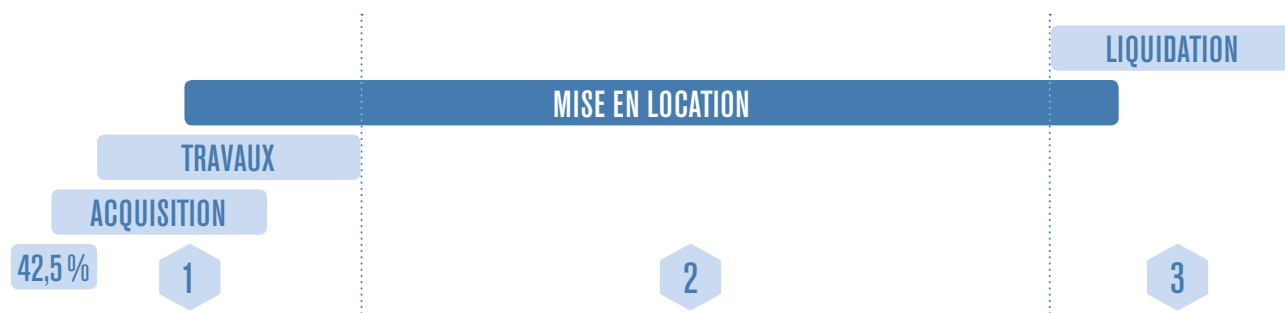 LIQUIDATION
MISE EN LOCATION
TRAVAUX
ACQUISITION
42,5 % 1 2 3